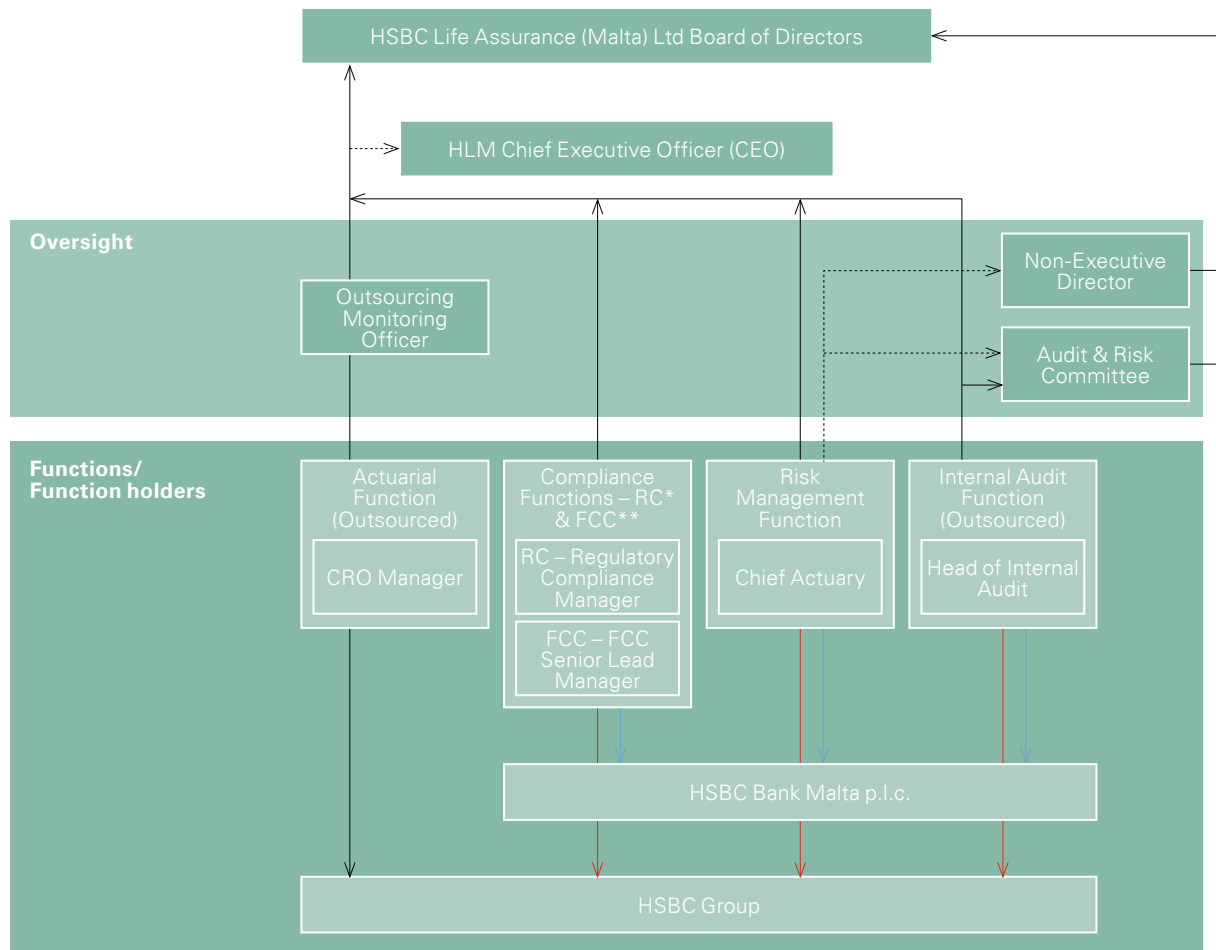 HSBC Life Assurance (Malta) Ltd Board of Directors
HLM Chief Executive Officer (CEO)
Oversight
Non-Executive
Director
Outsourcing
Monitoring
Officer
Audit & Risk
Committee
Functions/
Function holders
Actuarial
Function
(Outsourced)
CRO Manager
Compliance
Functions – RC*
& FCC**
RC – Regulatory
Compliance
Manager
FCC – FCC
Senior Lead
Manager
Risk
Management
Function
Chief Actuary
Internal Audit
Function
(Outsourced)
Head of Internal
Audit
HSBC Bank Malta p.l.c.
HSBC Group